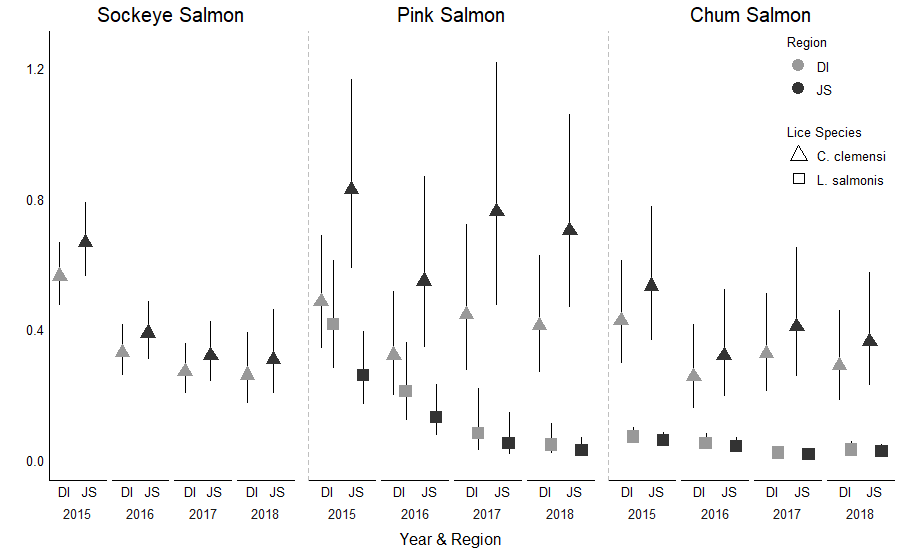 Sockeye Salmon Pink Salmon Chum Salmon
Region
DI
JS
Lice Species
C. clemensi
L. salmonis
1.2
0.8
0.4
0.0
DI JS DI JS DI JS DI JS DI JS DI JS DI JS DI JS DI JS DI JS DI JS DI JS
2015 2016 2017 2018 2015 2016 2017 2018 2015 2016 2017 2018
Year & Region